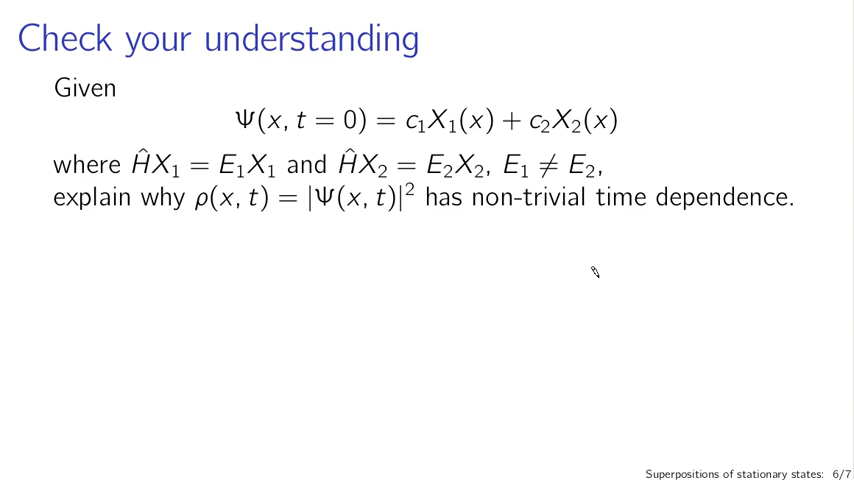 Check your understanding
Given
Ψ(x, t = 0) = c₁X₁(x) + c₂X₂(x)
where ĤX₁ = E₁X₁ and ĤX₂ = E₂X₂, E₁ ≠ E₂,
explain why ρ(x, t) = |Ψ(x, t)|² has non-trivial time dependence.
Superpositions of stationary states: 6/7